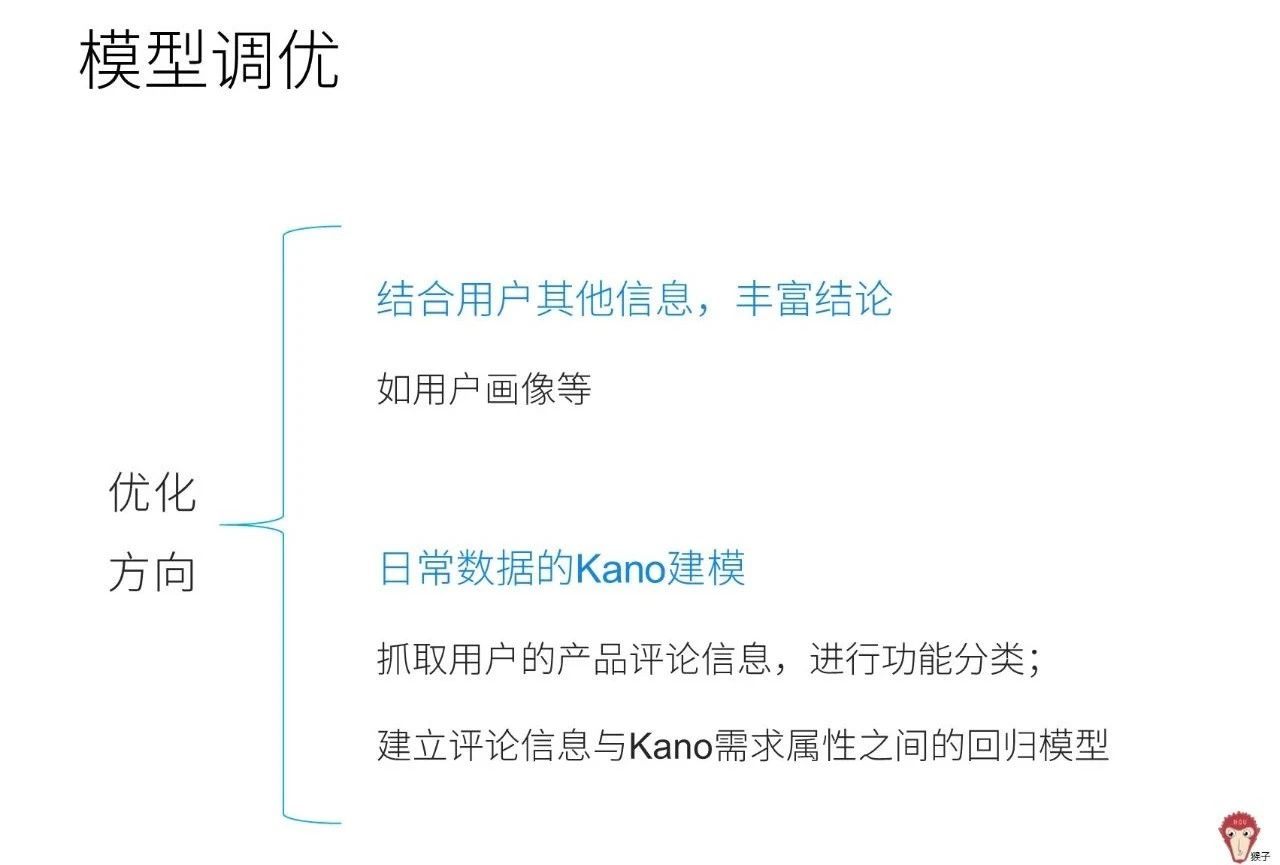 模型调优
结合用户其他信息，丰富结论
如用户画像等
优化
方向
日常数据的Kano建模
抓取用户的产品评论信息，进行功能分类；
建立评论信息与Kano需求属性之间的回归模型
HOU
猴子